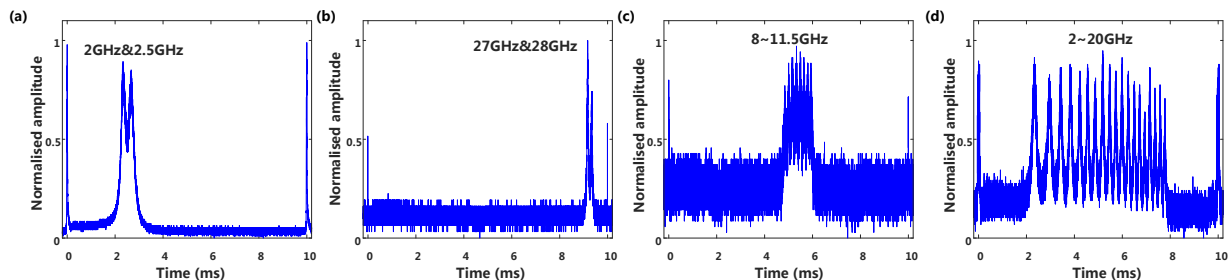 (a)
2GHz&2.5GHz
Normalised amplitude
1
0.5
0
0 2 4 6 8 10
Time (ms)
(b)
27GHz&28GHz
Normalised amplitude
1
0.5
0
0 2 4 6 8 10
Time (ms)
(c)
8~11.5GHz
Normalised amplitude
1
0.5
0
0 2 4 6 8 10
Time (ms)
(d)
2~20GHz
Normalised amplitude
1
0.5
0
0 2 4 6 8 10
Time (ms)